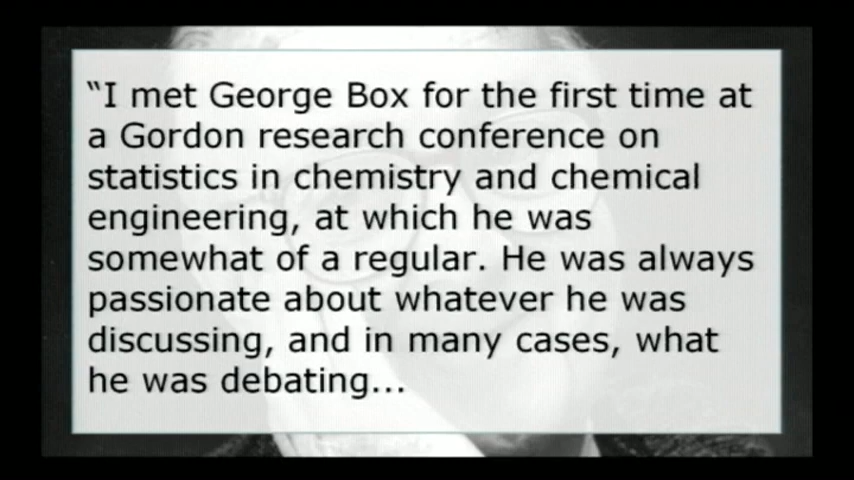 “I met George Box for the first time at
a Gordon research conference on
statistics in chemistry and chemical
engineering, at which he was
somewhat of a regular. He was always
passionate about whatever he was
discussing, and in many cases, what
he was debating...